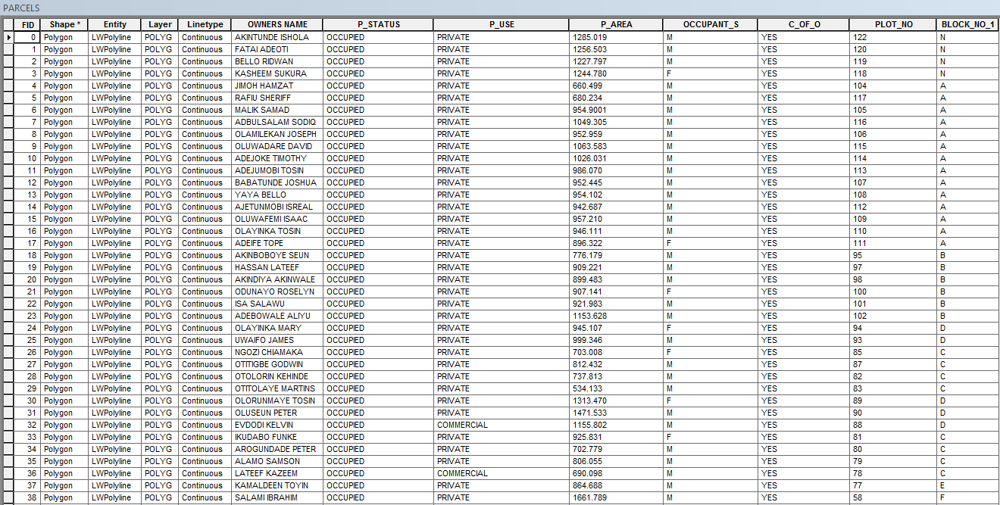 PARCELS
FID Shape * Entity Layer Linetype OWNERS NAME P_STATUS P_USE P_AREA OCCUPANT_S C_OF_O PLOT_NO BLOCK_NO_1
0 Polygon LWPolyline POLYG Continuous AKINTUNDE ISHOLA OCCUPIED PRIVATE 1285.019 M YES 122 N
1 Polygon LWPolyline POLYG Continuous FATAI ADEOTI OCCUPIED PRIVATE 1256.503 M YES 120 N
2 Polygon LWPolyline POLYG Continuous BELLO RIDWAN OCCUPIED PRIVATE 1227.797 M YES 119 N
3 Polygon LWPolyline POLYG Continuous KASHEEM SUKURA OCCUPIED PRIVATE 1244.780 F YES 118 N
4 Polygon LWPolyline POLYG Continuous JIMOH HAMZAT OCCUPIED PRIVATE 660.499 M YES 104 A
5 Polygon LWPolyline POLYG Continuous RAFIU SHERIFF OCCUPIED PRIVATE 680.234 M YES 117 A
6 Polygon LWPolyline POLYG Continuous MALIK SAMAD OCCUPIED PRIVATE 954.9001 M YES 105 A
7 Polygon LWPolyline POLYG Continuous ADBULSALAM SODIQ OCCUPIED PRIVATE 1049.305 M YES 116 A
8 Polygon LWPolyline POLYG Continuous OLAMILEKAN JOSEPH OCCUPIED PRIVATE 952.959 M YES 106 A
9 Polygon LWPolyline POLYG Continuous OLUWADARE DAVID OCCUPIED PRIVATE 1063.583 M YES 115 A
10 Polygon LWPolyline POLYG Continuous ADEJOKE TIMOTHY OCCUPIED PRIVATE 1026.031 M YES 114 A
11 Polygon LWPolyline POLYG Continuous ADEJUMOBI TOSIN OCCUPIED PRIVATE 986.070 M YES 113 A
12 Polygon LWPolyline POLYG Continuous BABATUNDE JOSHUA OCCUPIED PRIVATE 952.445 M YES 107 A
13 Polygon LWPolyline POLYG Continuous YAYA BELLO OCCUPIED PRIVATE 954.102 M YES 108 A
14 Polygon LWPolyline POLYG Continuous AJETUNMOBI ISREAL OCCUPIED PRIVATE 942.687 M YES 112 A
15 Polygon LWPolyline POLYG Continuous OLUWAFEMI ISAAC OCCUPIED PRIVATE 957.210 M YES 109 A
16 Polygon LWPolyline POLYG Continuous OLAYINKA TOSIN OCCUPIED PRIVATE 946.111 M YES 110 A
17 Polygon LWPolyline POLYG Continuous ADEIFE TOPE OCCUPIED PRIVATE 896.322 F YES 111 A
18 Polygon LWPolyline POLYG Continuous AKINBOBOYE SEUN OCCUPIED PRIVATE 776.179 M YES 95 B
19 Polygon LWPolyline POLYG Continuous HASSAN LATEEF OCCUPIED PRIVATE 909.221 M YES 97 B
20 Polygon LWPolyline POLYG Continuous AKINDIYA AKINWALE OCCUPIED PRIVATE 899.483 M YES 98 B
21 Polygon LWPolyline POLYG Continuous ODUNAYO ROSELYN OCCUPIED PRIVATE 907.141 F YES 100 B
22 Polygon LWPolyline POLYG Continuous ISA SALAWU OCCUPIED PRIVATE 921.983 M YES 101 B
23 Polygon LWPolyline POLYG Continuous ADEBOWALE ALIYU OCCUPIED PRIVATE 1153.628 M YES 102 B
24 Polygon LWPolyline POLYG Continuous OLAYINKA MARY OCCUPIED PRIVATE 945.107 F YES 94 D
25 Polygon LWPolyline POLYG Continuous UWAIFO JAMES OCCUPIED PRIVATE 999.346 M YES 93 D
26 Polygon LWPolyline POLYG Continuous NGOZI CHIAMAKA OCCUPIED PRIVATE 703.008 F YES 85 C
27 Polygon LWPolyline POLYG Continuous OTITIGBE GODWIN OCCUPIED PRIVATE 812.432 M YES 87 C
28 Polygon LWPolyline POLYG Continuous OTOLORIN KEHINDE OCCUPIED PRIVATE 737.813 M YES 82 C
29 Polygon LWPolyline POLYG Continuous OTITOLAYE MARTINS OCCUPIED PRIVATE 534.133 M YES 83 C
30 Polygon LWPolyline POLYG Continuous OLORUNMAYE TOSIN OCCUPIED PRIVATE 1313.470 F YES 89 D
31 Polygon LWPolyline POLYG Continuous OLUSEUN PETER OCCUPIED PRIVATE 1471.533 M YES 90 D
32 Polygon LWPolyline POLYG Continuous EVDODI KELVIN OCCUPIED COMMERCIAL 1155.802 M YES 88 D
33 Polygon LWPolyline POLYG Continuous IKUDABO FUNKE OCCUPIED PRIVATE 925.831 F YES 81 C
34 Polygon LWPolyline POLYG Continuous AROGUNDADE PETER OCCUPIED PRIVATE 702.779 M YES 80 C
35 Polygon LWPolyline POLYG Continuous ALAMO SAMSON OCCUPIED PRIVATE 806.055 M YES 79 C
36 Polygon LWPolyline POLYG Continuous LATEEF KAZEEM OCCUPIED COMMERCIAL 690.098 M YES 78 C
37 Polygon LWPolyline POLYG Continuous KAMALDEEN TOYIN OCCUPIED PRIVATE 864.688 M YES 77 E
38 Polygon LWPolyline POLYG Continuous SALAMI IBRAHIM OCCUPIED PRIVATE 1661.789 M YES 58 F